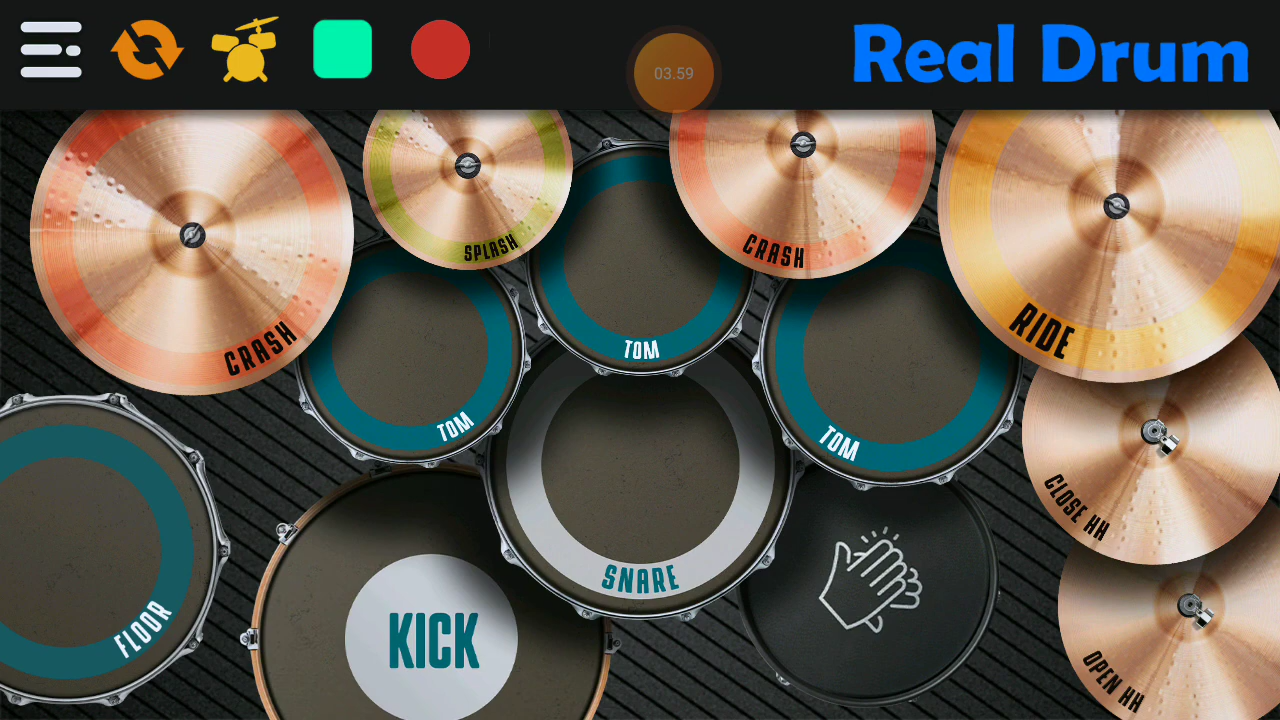 Real Drum
03.59
CRASH
SPLASH
CRASH
RIDE
TOM
TOM
TOM
CLOSE HH
SNARE
FLOOR
KICK
OPEN HH